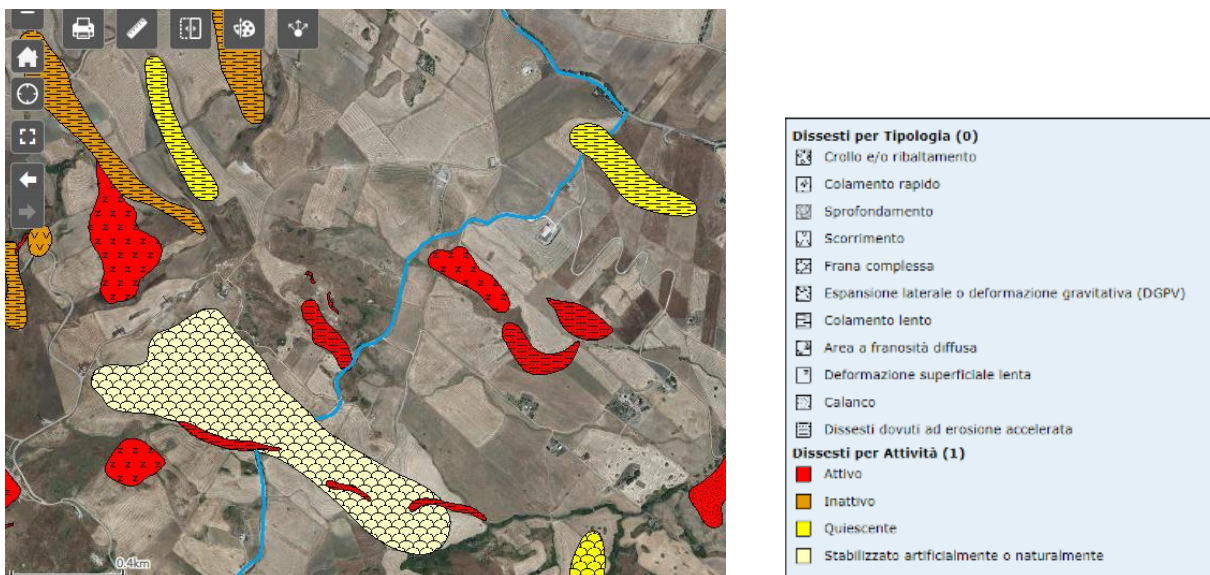 0.4km
Dissesti per Tipologia (0)
Crollo e/o ribaltamento
Colamento rapido
Sprofondamento
Scorrimento
Frana complessa
Espansione laterale o deformazione gravitativa (DGPV)
Colamento lento
Area a franosità diffusa
Deformazione superficiale lenta
Calanco
Dissesti dovuti ad erosione accelerata
Dissesti per Attività (1)
Attivo
Inattivo
Quiescente
Stabilizzato artificialmente o naturalmente